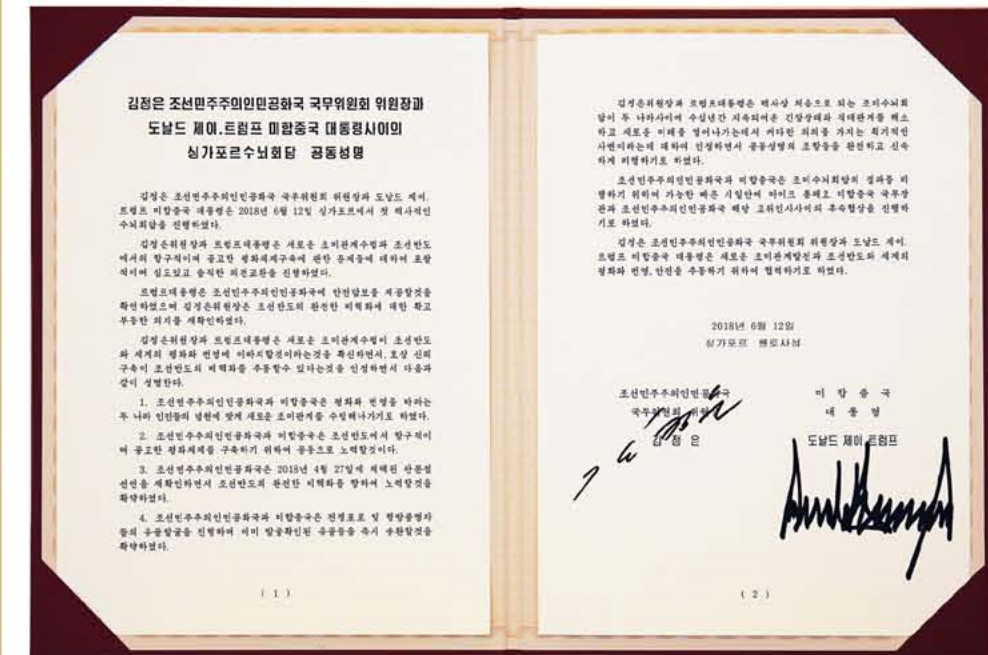 김정은 조선민주주의인민공화국 국무위원회 위원장과
도날드 제이.트럼프 미합중국 대통령사이의
싱가포르수뇌회담 공동성명
김정은 조선민주주의인민공화국 국무위원회 위원장과 도날드 제이.
트럼프 미합중국 대통령은 2018년 6월 12일 싱가포르에서 첫 력사적인
수뇌회담을 진행하였다.
김정은위원장과 트럼프대통령은 새로운 조미관계수립과 조선반도
에서의 항구적이며 공고한 평화체제구축에 관한 문제들에 대하여 포괄
적이며 심도있고 솔직한 의견교환을 진행하였다.
트럼프대통령은 조선민주주의인민공화국에 안전담보를 제공할것을
확언하였으며 김정은위원장은 조선반도의 완전한 비핵화에 대한 확고
부동한 의지를 재확인하였다.
김정은위원장과 트럼프대통령은 새로운 조미관계수립이 조선반도
와 세계의 평화와 번영에 이바지할것이라는것을 확신하면서, 호상 신뢰
구축이 조선반도의 비핵화를 추동할수 있다는것을 인정하면서 다음과
같이 성명한다.
1. 조선민주주의인민공화국과 미합중국은 평화와 번영을 바라는
두 나라 인민들의 념원에 맞게 새로운 조미관계를 수립해나가기로 하였다.
2. 조선민주주의인민공화국과 미합중국은 조선반도에서 항구적이
며 공고한 평화체제를 구축하기 위하여 공동으로 노력할것이다.
3. 조선민주주의인민공화국은 2018년 4월 27일에 채택된 판문점
선언을 재확인하면서 조선반도의 완전한 비핵화를 향하여 노력할것을
확약하였다.
4. 조선민주주의인민공화국과 미합중국은 전쟁포로 및 행방불명자
들의 유골발굴을 진행하며 이미 발굴확인된 유골들을 즉시 송환할것을
확약하였다.
( 1 )
김정은위원장과 트럼프대통령은 력사상 처음으로 되는 조미수뇌회
담이 두 나라사이에 수십년간 지속되여온 긴장상태와 적대관계를 해소
하고 새로운 미래를 열어나가는데서 커다란 의의를 가지는 획기적인
사변이라는데 대하여 인정하면서 공동성명의 조항들을 완전하고 신속
하게 리행하기로 하였다.
조선민주주의인민공화국과 미합중국은 조미수뇌회담의 결과를 리
행하기 위하여 가능한 빠른 시일안에 마이크 폼페오 미합중국 국무장
관과 조선민주주의인민공화국 해당 고위인사사이의 후속협상을 진행하
기로 하였다.
김정은 조선민주주의인민공화국 국무위원회 위원장과 도날드 제이.
트럼프 미합중국 대통령은 새로운 조미관계발전과 조선반도와 세계의
평화와 번영, 안전을 추동하기 위하여 협력하기로 하였다.
2018년 6월 12일
싱가포르 쎈토사섬
조선민주주의인민공화국
국무위원회 위원장
김 정 은
미 합 중 국
대 통 령
도날드 제이.트럼프
( 2 )